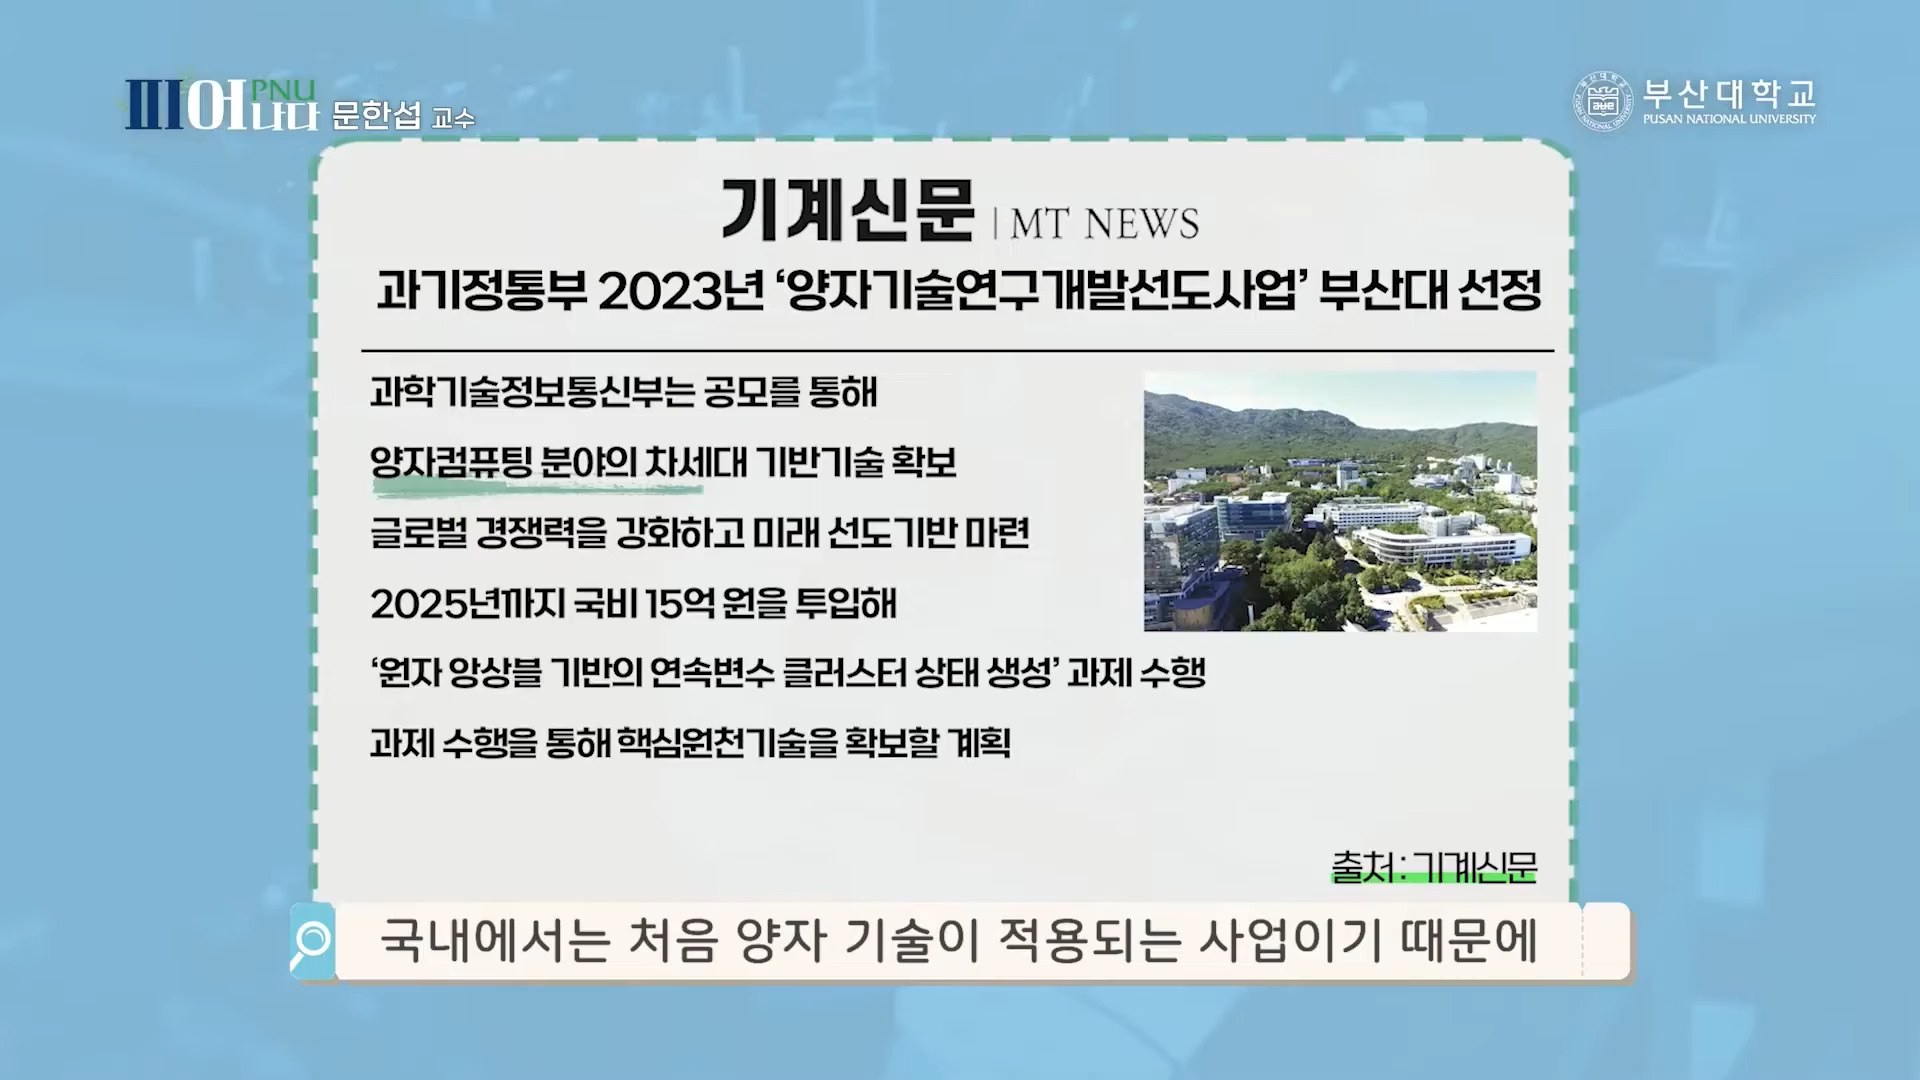 피어나다 PNU 문한섭 교수
부산대학교
PUSAN NATIONAL UNIVERSITY
기계신문 | MT NEWS
과기정통부 2023년 ‘양자기술연구개발선도사업’ 부산대 선정
과학기술정보통신부는 공모를 통해
양자컴퓨팅 분야의 차세대 기반기술 확보
글로벌 경쟁력을 강화하고 미래 선도기반 마련
2025년까지 국비 15억 원을 투입해
‘원자 앙상블 기반의 연속변수 클러스터 상태 생성’ 과제 수행
과제 수행을 통해 핵심원천기술을 확보할 계획
출처 : 기계신문
국내에서는 처음 양자 기술이 적용되는 사업이기 때문에